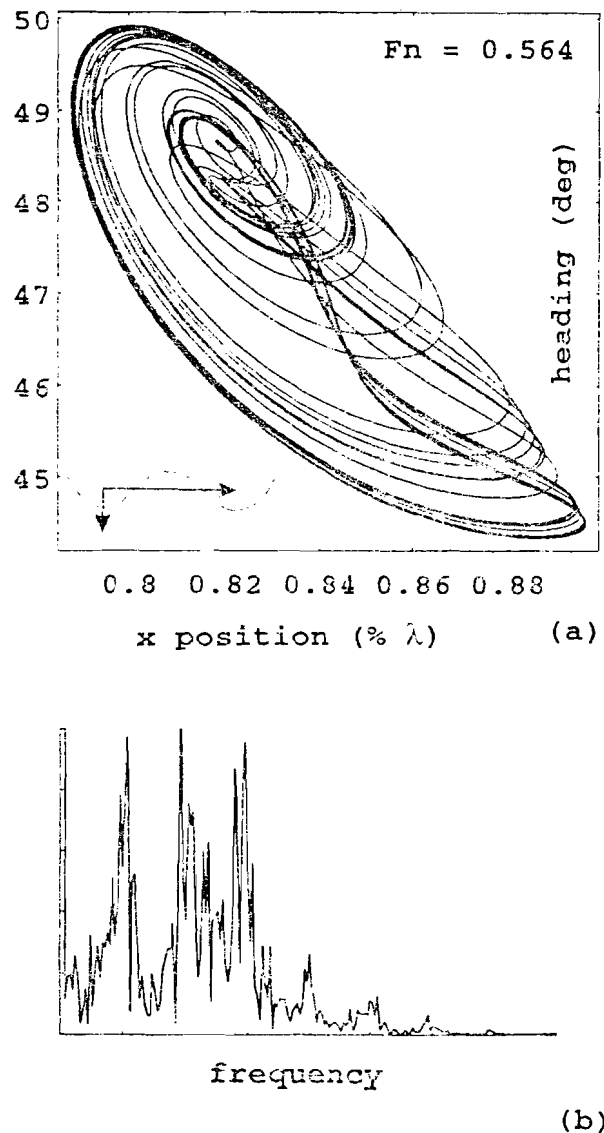 50
Fn = 0.564
49
48
47
46
45
heading (deg)
0.8 0.82 0.84 0.86 0.88
x position (% λ)
(a)
frequency
(b)